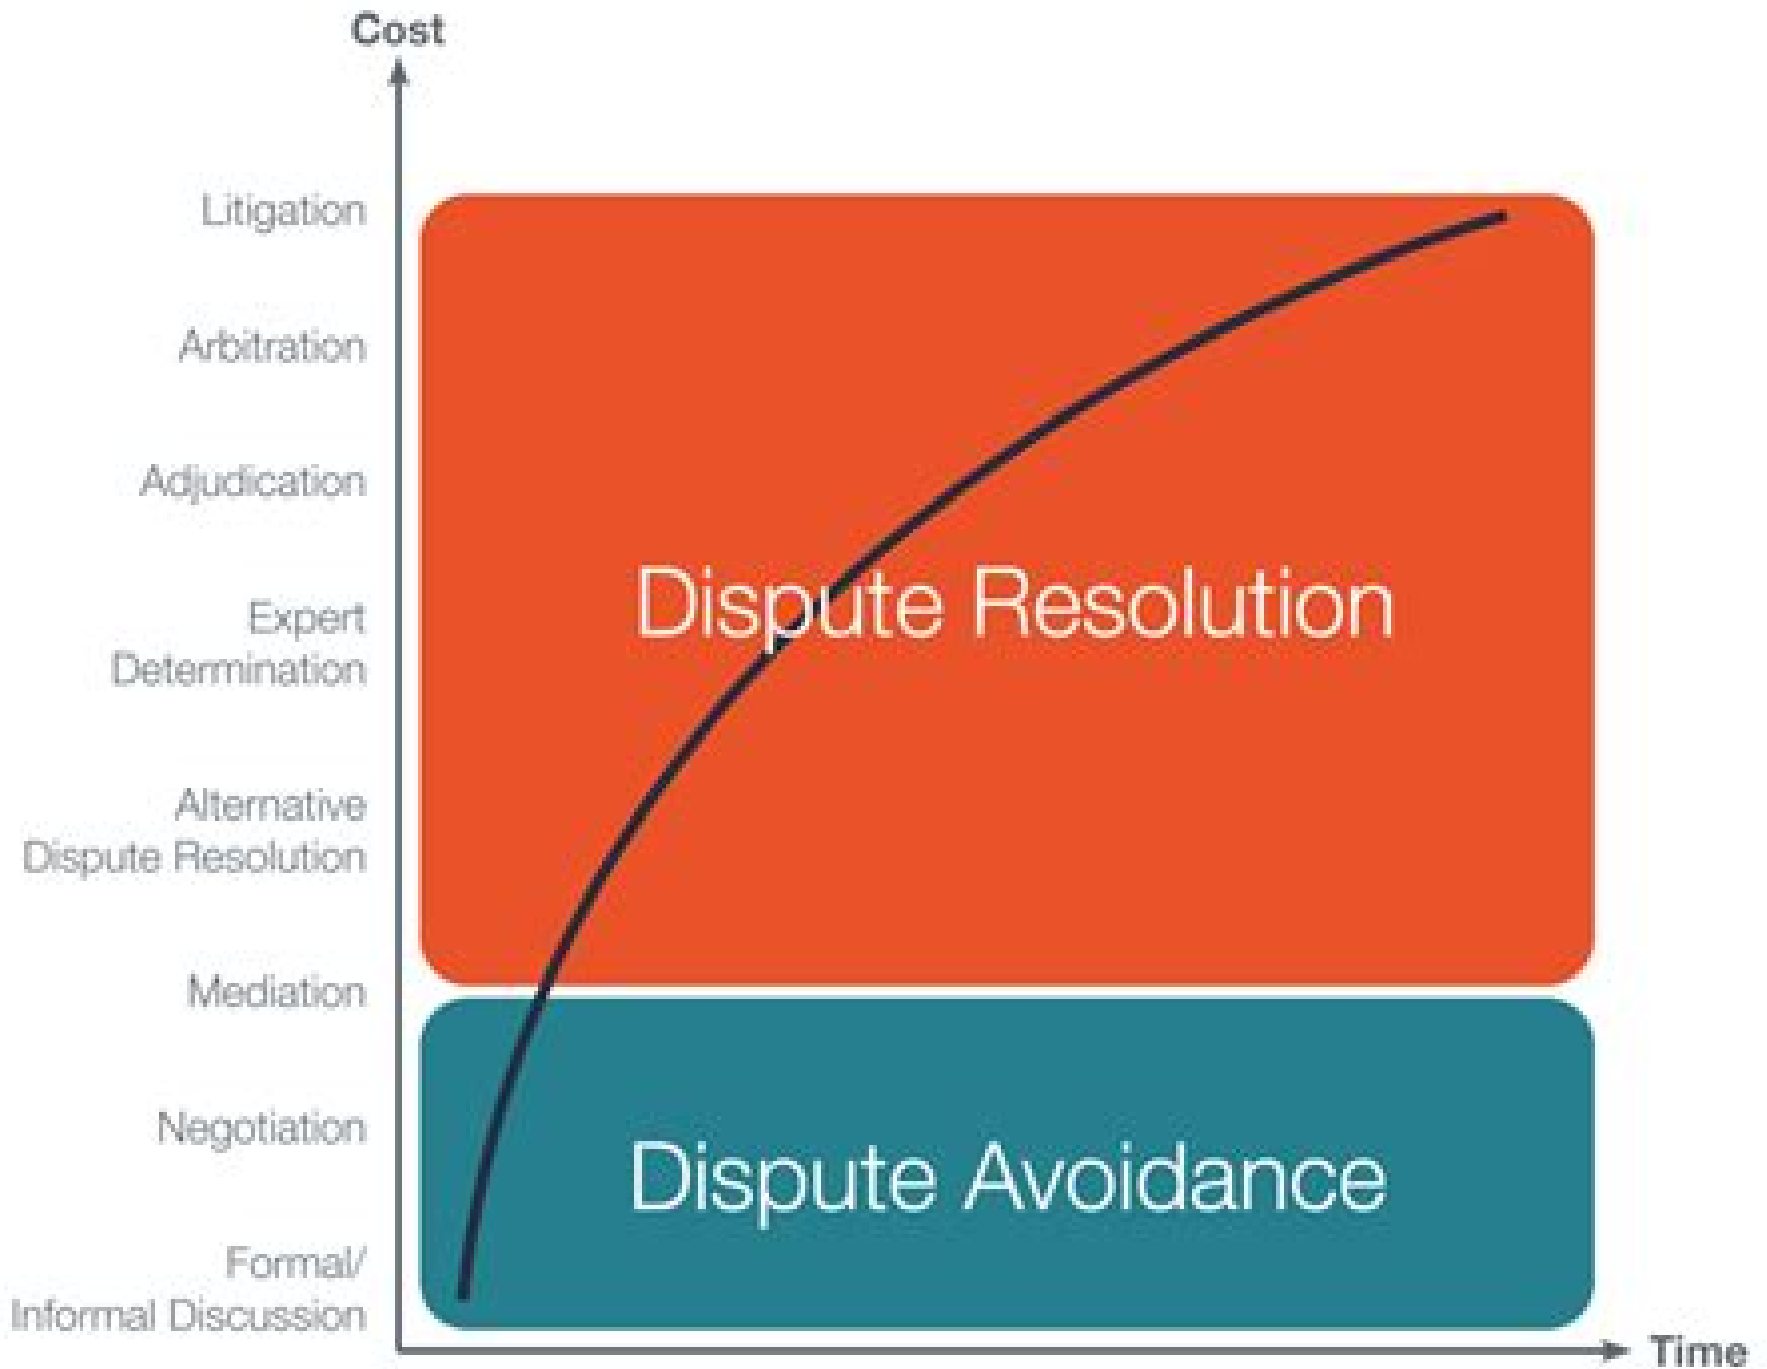 Cost
Litigation
Arbitration
Adjudication
Expert
Determination
Dispute Resolution
Alternative
Dispute Resolution
Mediation
Negotiation
Dispute Avoidance
Formal/
Informal Discussion
Time